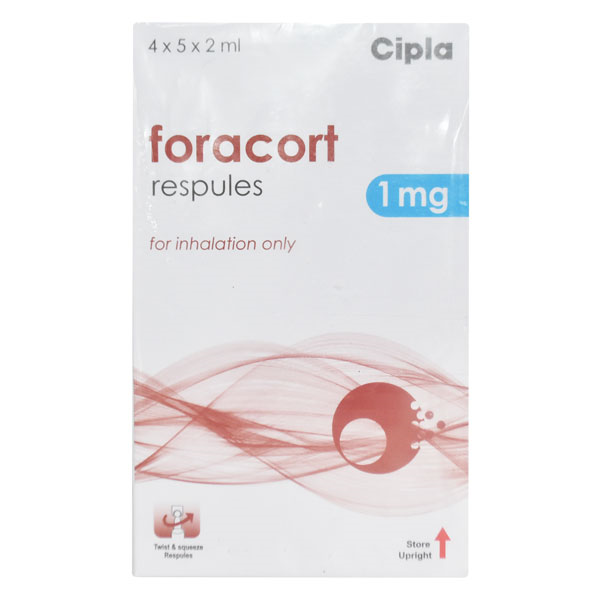 4 x 5 x 2 ml
Cipla
foracort
respules
1 mg
for inhalation only
Twist & squeeze
Respules
Store
Upright